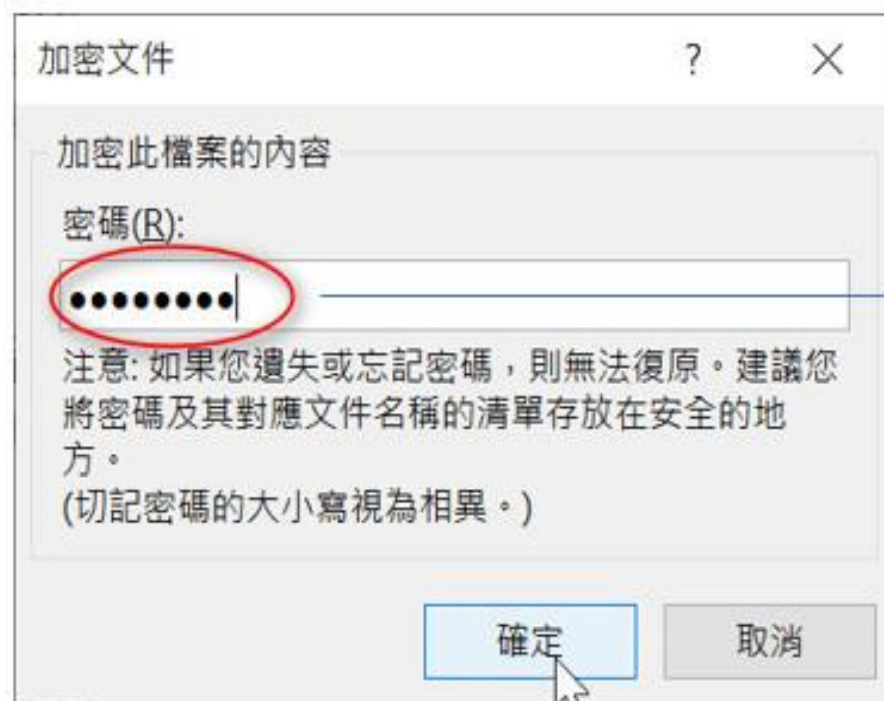 加密文件
加密此檔案的內容
密碼(R):
●●●●●●●●
注意: 如果您遺失或忘記密碼，則無法復原。建議您
將密碼及其對應文件名稱的清單存放在安全的地
方。
(切記密碼的大小寫視為相異。)
確定 取消